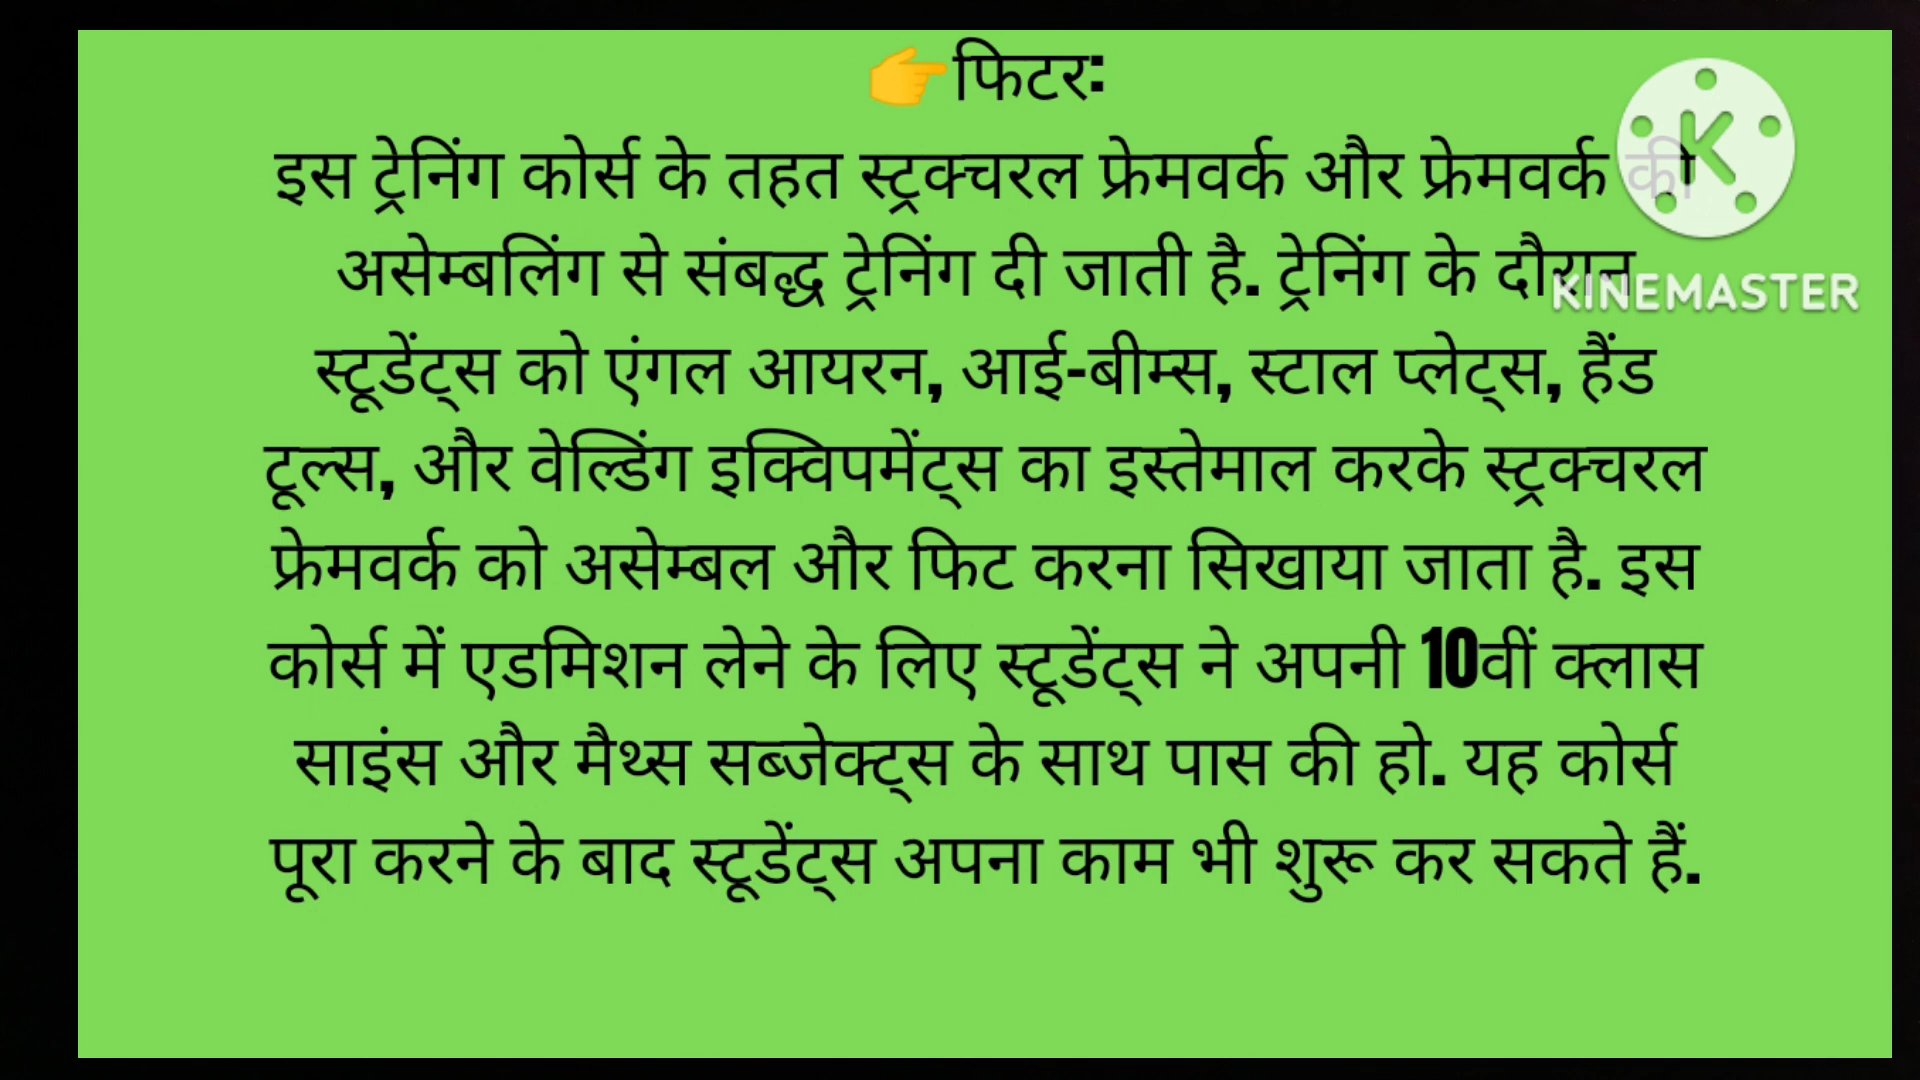 👉फिटर:
इस ट्रेनिंग कोर्स के तहत स्ट्रक्चरल फ्रेमवर्क और फ्रेमवर्क की
असेम्बलिंग से संबद्ध ट्रेनिंग दी जाती है. ट्रेनिंग के दौरान
KINEMASTER
स्टूडेंट्स को एंगल आयरन, आई-बीम्स, स्टाल प्लेट्स, हैंड
टूल्स, और वेल्डिंग इक्विपमेंट्स का इस्तेमाल करके स्ट्रक्चरल
फ्रेमवर्क को असेम्बल और फिट करना सिखाया जाता है. इस
कोर्स में एडमिशन लेने के लिए स्टूडेंट्स ने अपनी 10वीं क्लास
साइंस और मैथ्स सब्जेक्ट्स के साथ पास की हो. यह कोर्स
पूरा करने के बाद स्टूडेंट्स अपना काम भी शुरू कर सकते हैं.